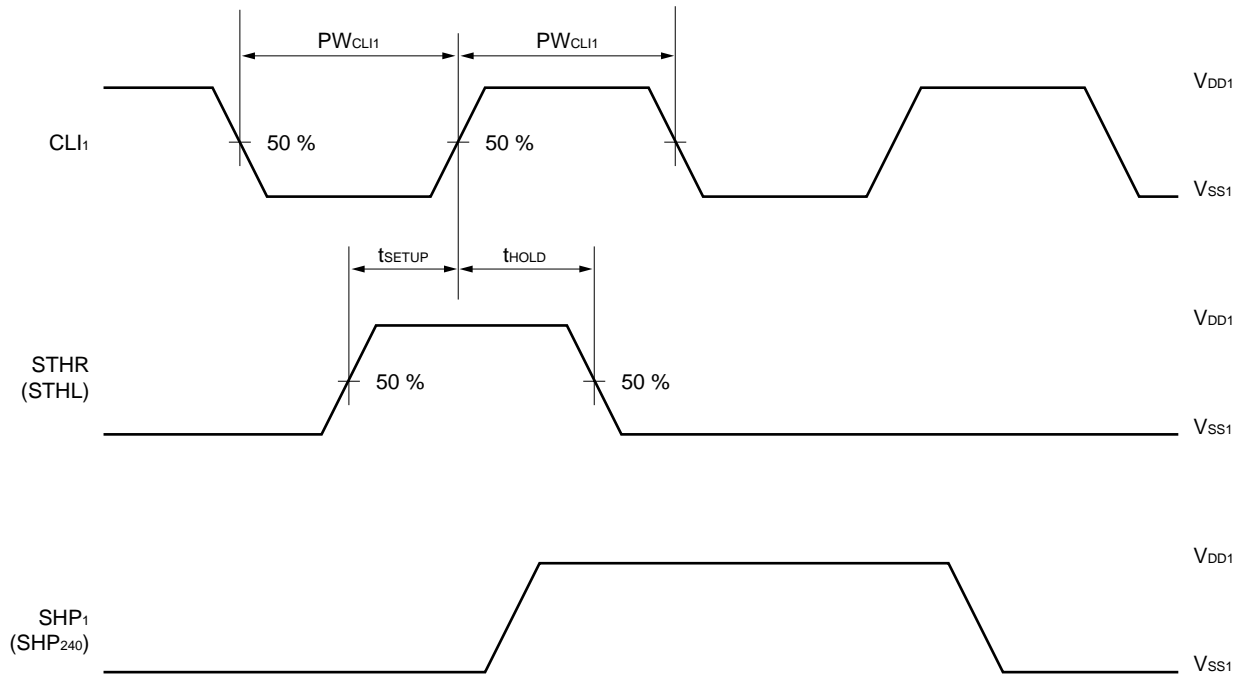 PWCLI1 PWCLI1
VDD1
CLI1 50 % 50 %
VSS1
tSETUP tHOLD
VDD1
STHR
(STHL)
50 % 50 %
VSS1
VDD1
SHP1
(SHP240)
VSS1